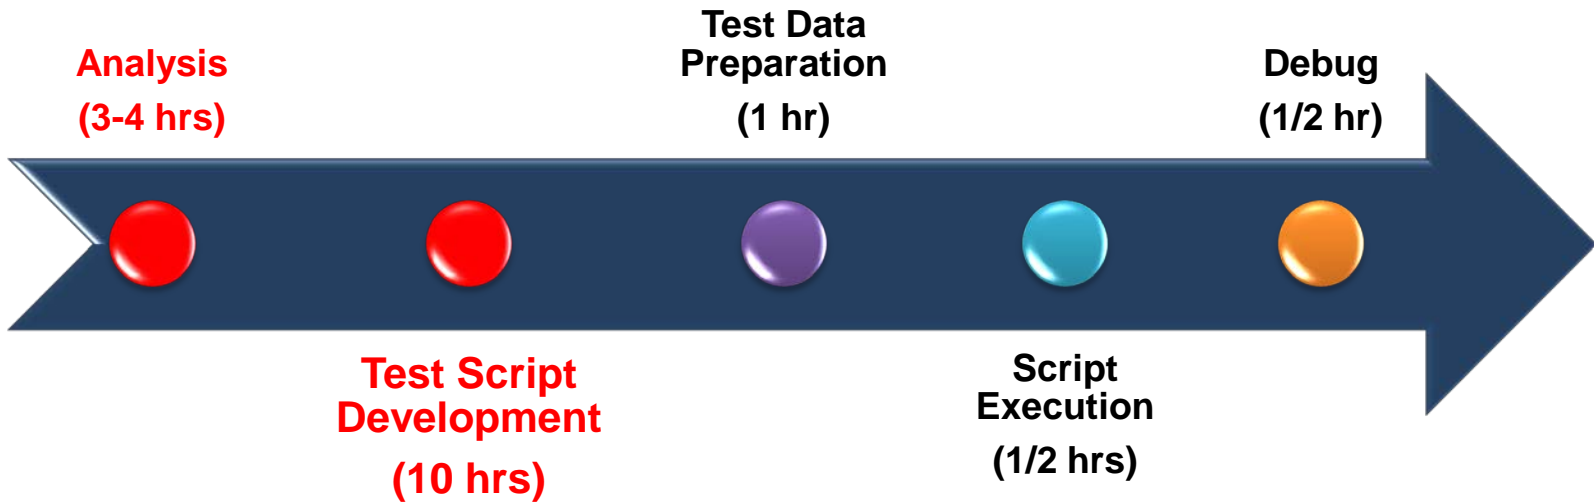 Analysis
(3-4 hrs)
Test Script
Development
(10 hrs)
Test Data
Preparation
(1 hr)
Script
Execution
(1/2 hrs)
Debug
(1/2 hr)